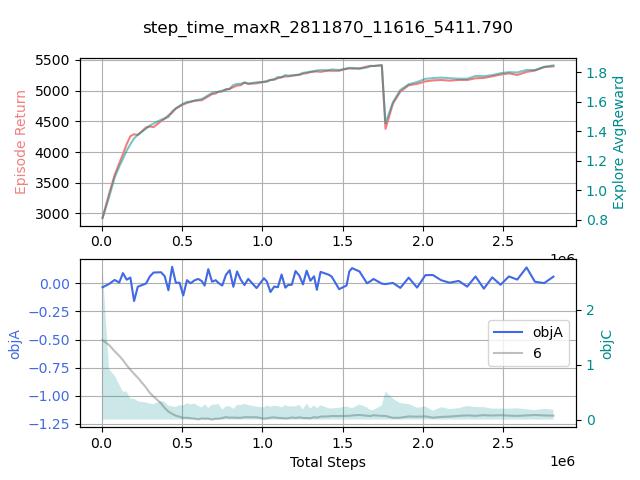 step_time_maxR_2811870_11616_5411.790
5500
5000
4500
4000
3500
3000
Episode Return
1.8
1.6
1.4
1.2
1.0
0.8
Explore AvgReward
0.0 0.5 1.0 1.5 2.0 2.5
1e6
0.00
−0.25
−0.50
−0.75
−1.00
−1.25
objA
2
1
0
objC
objA
6
0.0 0.5 1.0 1.5 2.0 2.5
Total Steps
1e6